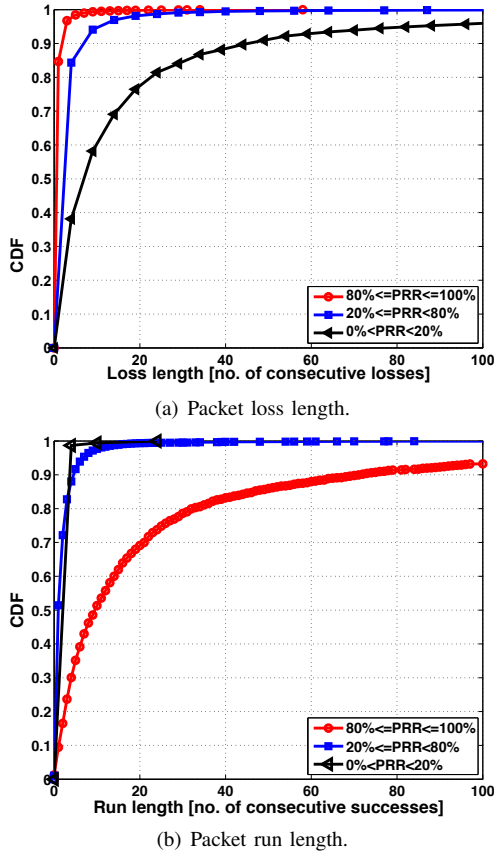 1
0.9
0.8
0.7
0.6
0.5
0.4
0.3
0.2
0.1
0
CDF
0 20 40 60 80 100
Loss length [no. of consecutive losses]
80%<=PRR<=100%
20%<=PRR<80%
0%<PRR<20%
(a) Packet loss length.
1
0.9
0.8
0.7
0.6
0.5
0.4
0.3
0.2
0.1
0
CDF
0 20 40 60 80 100
Run length [no. of consecutive successes]
80%<=PRR<=100%
20%<=PRR<80%
0%<PRR<20%
(b) Packet run length.